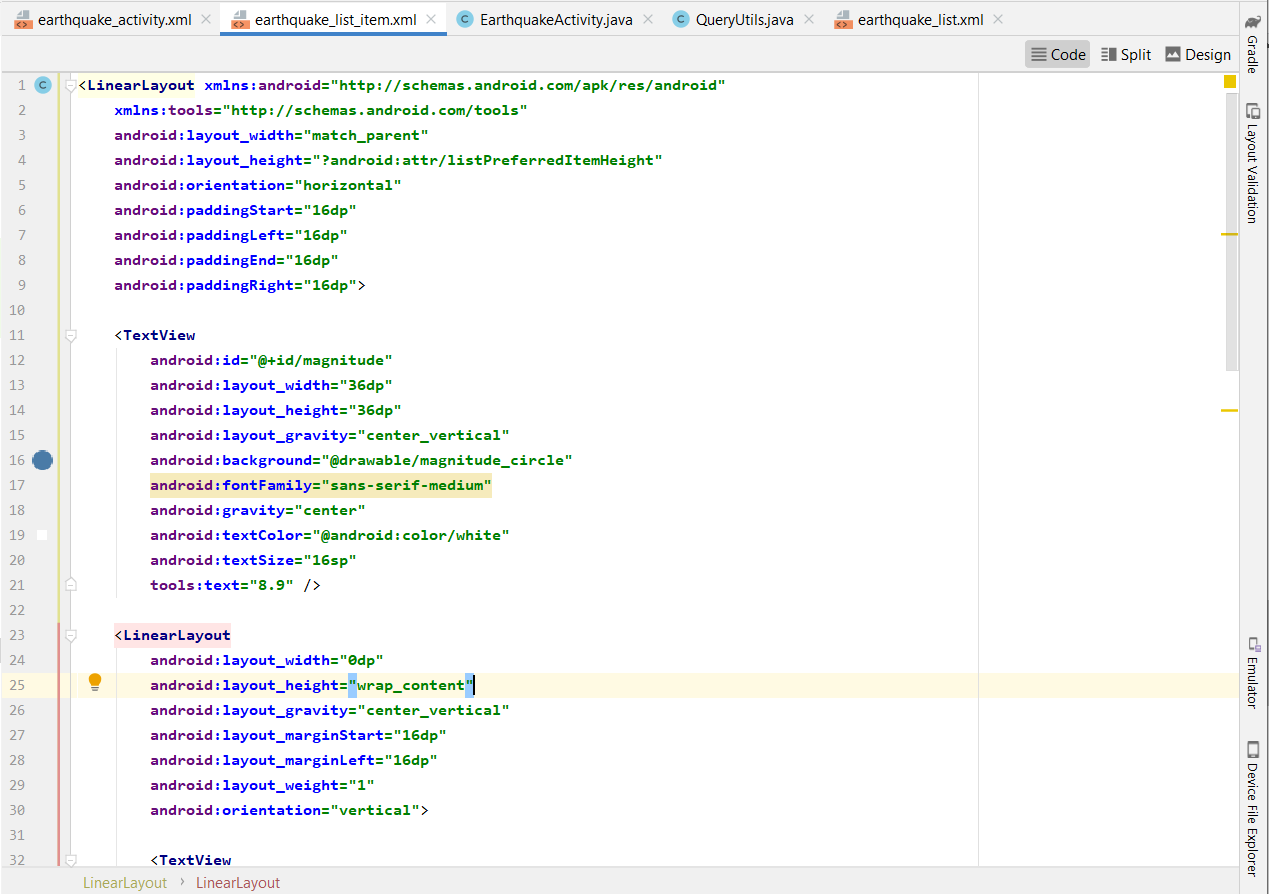 earthquake_activity.xml earthquake_list_item.xml EarthquakeActivity.java QueryUtils.java earthquake_list.xml
Code Split Design
1 <LinearLayout xmlns:android="http://schemas.android.com/apk/res/android"
2 xmlns:tools="http://schemas.android.com/tools"
3 android:layout_width="match_parent"
4 android:layout_height="?android:attr/listPreferredItemHeight"
5 android:orientation="horizontal"
6 android:paddingStart="16dp"
7 android:paddingLeft="16dp"
8 android:paddingEnd="16dp"
9 android:paddingRight="16dp">
10
11 <TextView
12 android:id="@+id/magnitude"
13 android:layout_width="36dp"
14 android:layout_height="36dp"
15 android:layout_gravity="center_vertical"
16 android:background="@drawable/magnitude_circle"
17 android:fontFamily="sans-serif-medium"
18 android:gravity="center"
19 android:textColor="@android:color/white"
20 android:textSize="16sp"
21 tools:text="8.9" />
22
23 <LinearLayout
24 android:layout_width="0dp"
25 android:layout_height="wrap_content"
26 android:layout_gravity="center_vertical"
27 android:layout_marginStart="16dp"
28 android:layout_marginLeft="16dp"
29 android:layout_weight="1"
30 android:orientation="vertical">
31
32 <TextView
LinearLayout › LinearLayout
Gradle
Layout Validation
Emulator
Device File Explorer